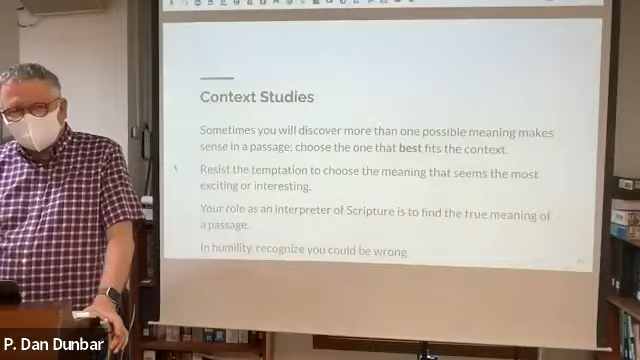 Context Studies
Sometimes you will discover more than one possible meaning makes
sense in a passage; choose the one that best fits the context.
Resist the temptation to choose the meaning that seems the most
exciting or interesting.
Your role as an interpreter of Scripture is to find the true meaning of
a passage.
In humility, recognize you could be wrong.
P. Dan Dunbar